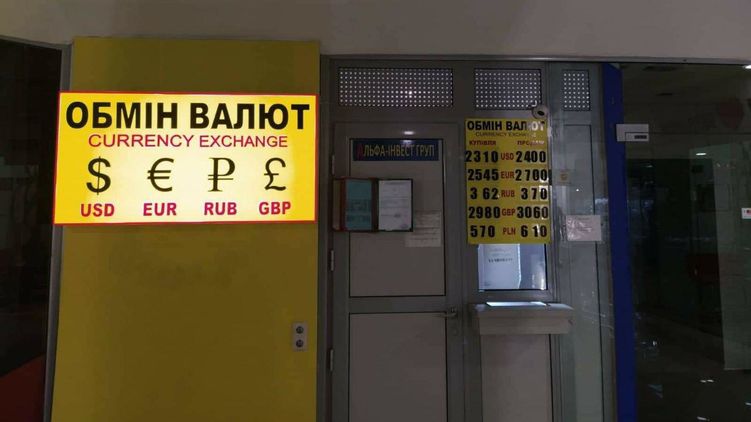 ОБМІН ВАЛЮТ
CURRENCY EXCHANGE
$ € ₽ £
USD EUR RUB GBP
АЛЬФА-ІНВЕСТ ГРУП
ОБМІН ВАЛЮТ
CURRENCY EXCHANGE
КУПІВЛЯ ПРОДАЖ
2310 USD 2400
2545 EUR 2700
362 RUB 370
2980 GBP 3060
570 PLN 610